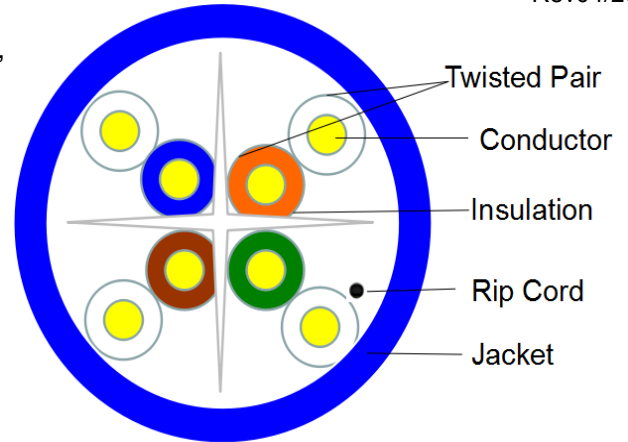 Twisted Pair
Conductor
Insulation
Rip Cord
Jacket